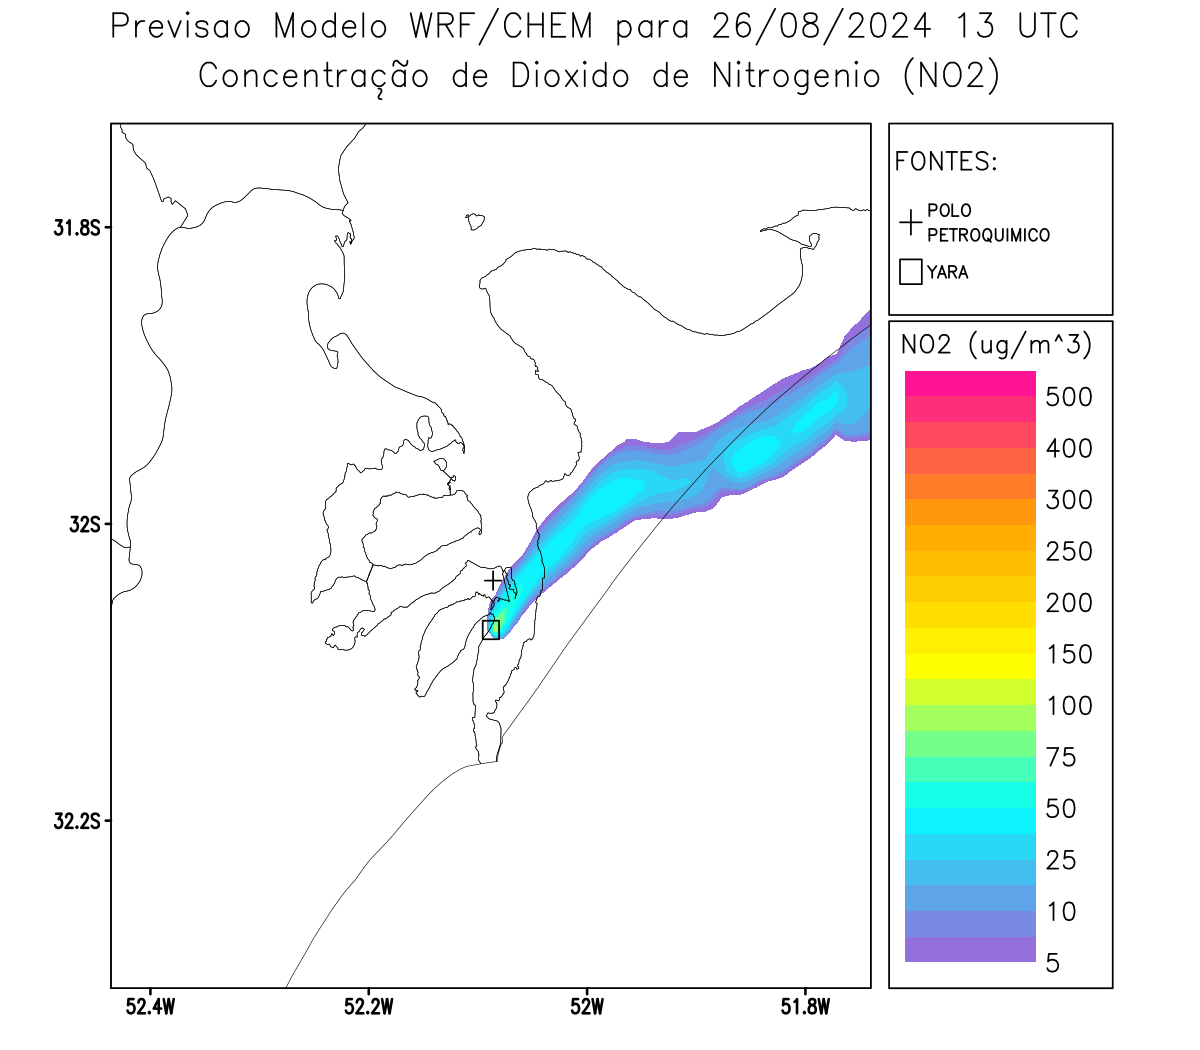 Previsao Modelo WRF/CHEM para 26/08/2024 13 UTC
Concentração de Dioxido de Nitrogenio (NO2)
FONTES:
POLO
PETROQUIMICO
YARA
31.8S
32S
32.2S
52.4W
52.2W
52W
51.8W
NO2 (ug/m^3)
500
400
300
250
200
150
100
75
50
25
10
5